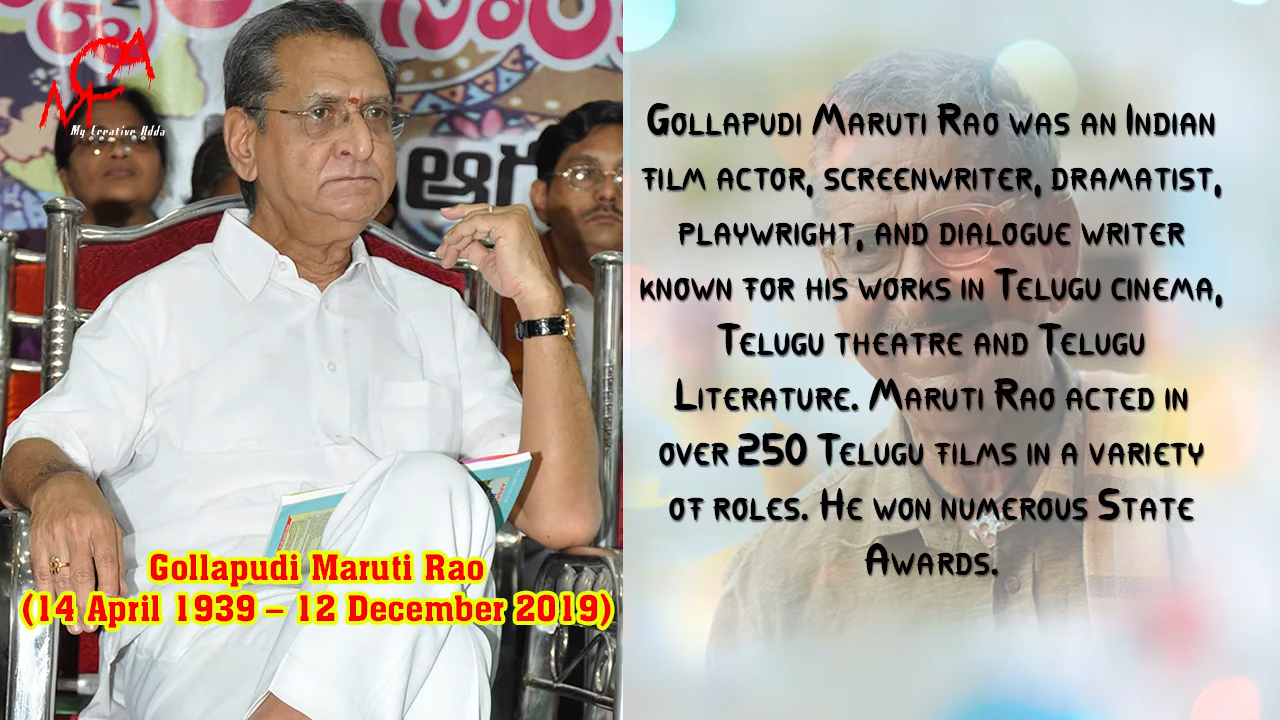 MCA
My Creative Adda
ఆగ
Gollapudi Maruti Rao
(14 April 1939 – 12 December 2019)
Gollapudi Maruti Rao was an Indian
film actor, screenwriter, dramatist,
playwright, and dialogue writer
known for his works in Telugu cinema,
Telugu theatre and Telugu
Literature. Maruti Rao acted in
over 250 Telugu films in a variety
of roles. He won numerous State
Awards.